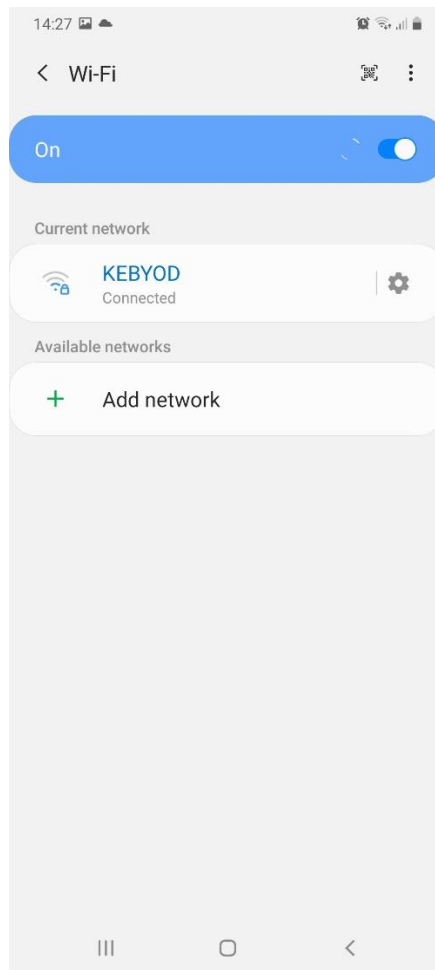 14:27
Wi-Fi
On
Current network
KEBYOD
Connected
Available networks
Add network